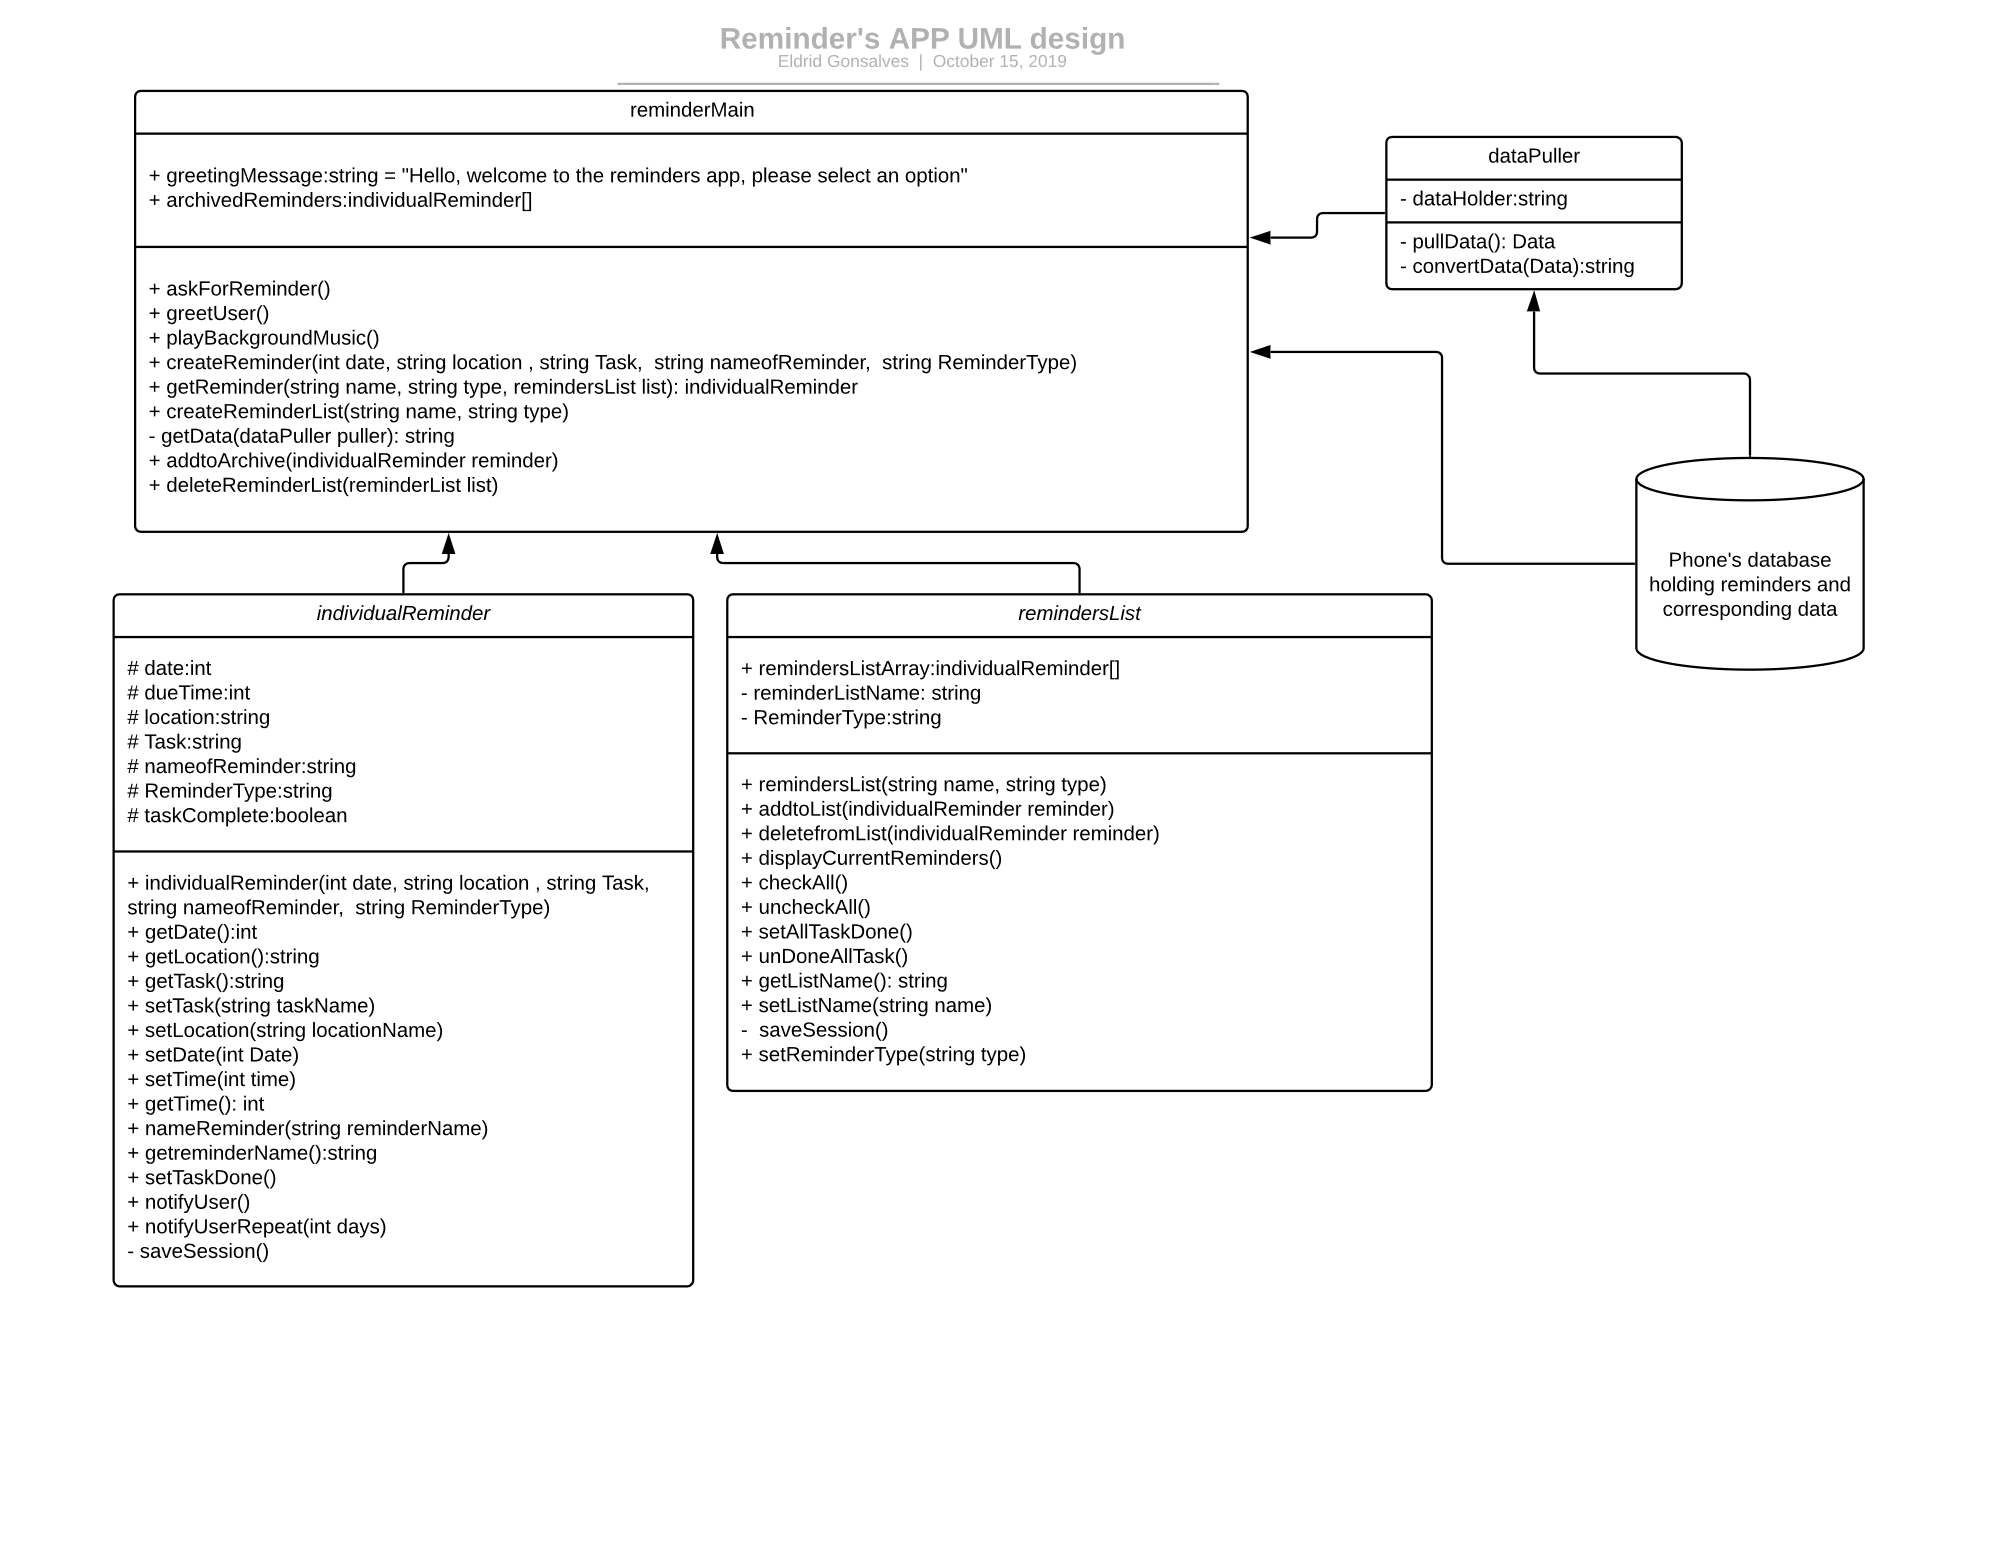 Reminder's APP UML design
Eldrid Gonsalves | October 15, 2019
reminderMain
+ greetingMessage:string = "Hello, welcome to the reminders app, please select an option"
+ archivedReminders:individualReminder[]
+ askForReminder()
+ greetUser()
+ playBackgroundMusic()
+ createReminder(int date, string location , string Task,  string nameofReminder,  string ReminderType)
+ getReminder(string name, string type, remindersList list): individualReminder
+ createReminderList(string name, string type)
- getData(dataPuller puller): string
+ addtoArchive(individualReminder reminder)
+ deleteReminderList(reminderList list)
dataPuller
- dataHolder:string
- pullData(): Data
- convertData(Data):string
Phone's database
holding reminders and
corresponding data
individualReminder
# date:int
# dueTime:int
# location:string
# Task:string
# nameofReminder:string
# ReminderType:string
# taskComplete:boolean
+ individualReminder(int date, string location , string Task,
string nameofReminder,  string ReminderType)
+ getDate():int
+ getLocation():string
+ getTask():string
+ setTask(string taskName)
+ setLocation(string locationName)
+ setDate(int Date)
+ setTime(int time)
+ getTime(): int
+ nameReminder(string reminderName)
+ getreminderName():string
+ setTaskDone()
+ notifyUser()
+ notifyUserRepeat(int days)
- saveSession()
remindersList
+ remindersListArray:individualReminder[]
- reminderListName: string
- ReminderType:string
+ remindersList(string name, string type)
+ addtoList(individualReminder reminder)
+ deletefromList(individualReminder reminder)
+ displayCurrentReminders()
+ checkAll()
+ uncheckAll()
+ setAllTaskDone()
+ unDoneAllTask()
+ getListName(): string
+ setListName(string name)
-  saveSession()
+ setReminderType(string type)